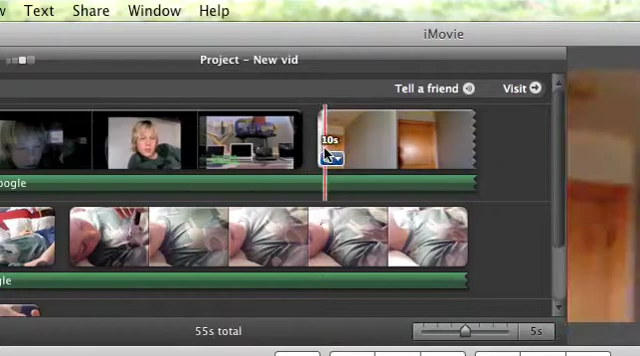 Text Share Window Help
iMovie
Project - New vid
Tell a friend Visit
10s
oogle
gle
55s total
5s